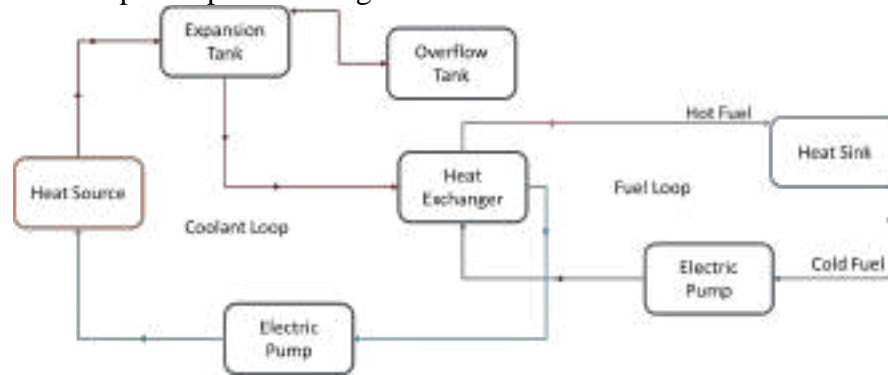 Expansion
Tank
Overflow
Tank
Hot Fuel
Heat Sink
Heat
Exchanger
Heat Source
Fuel Loop
Coolant Loop
Electric
Pump
Cold Fuel
Electric
Pump